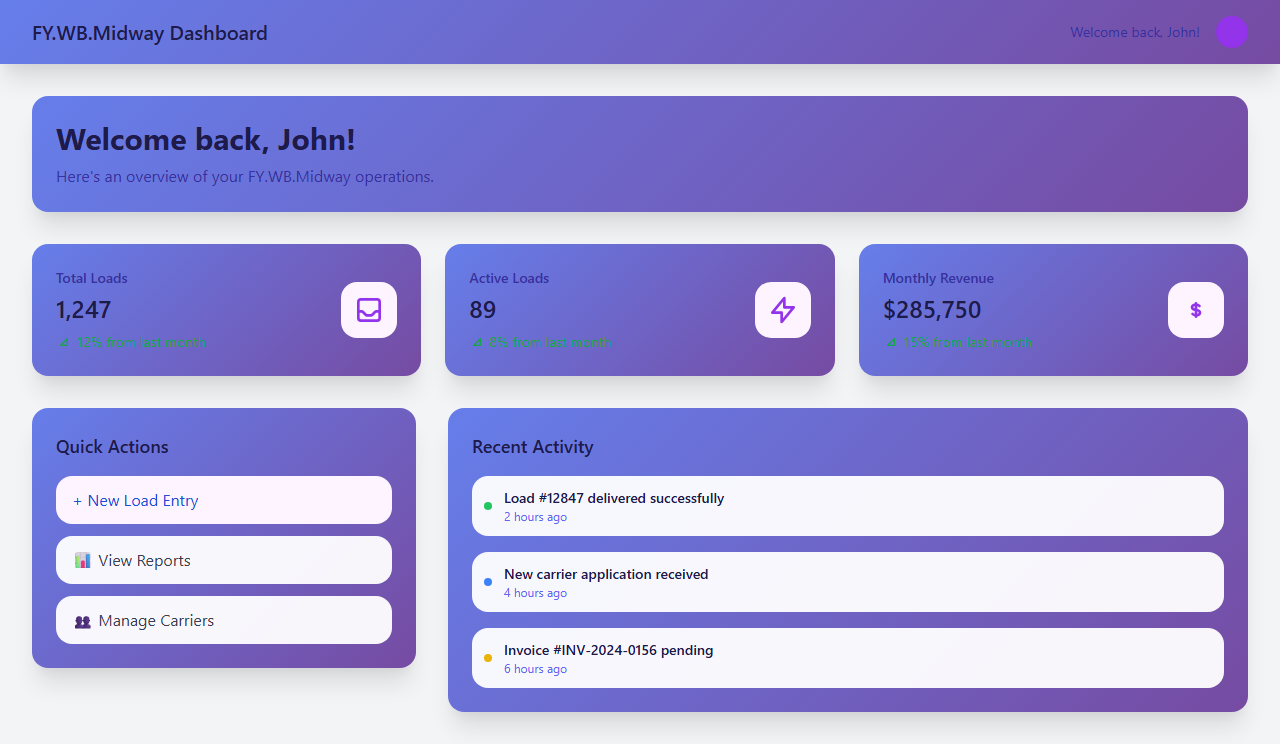 FY.WB.Midway Dashboard
Welcome back, John!
Welcome back, John!
Here's an overview of your FY.WB.Midway operations.
Total Loads
1,247
12% from last month
Active Loads
89
8% from last month
Monthly Revenue
$285,750
$
15% from last month
Quick Actions
+ New Load Entry
View Reports
Manage Carriers
Recent Activity
Load #12847 delivered successfully
2 hours ago
New carrier application received
4 hours ago
Invoice #INV-2024-0156 pending
6 hours ago